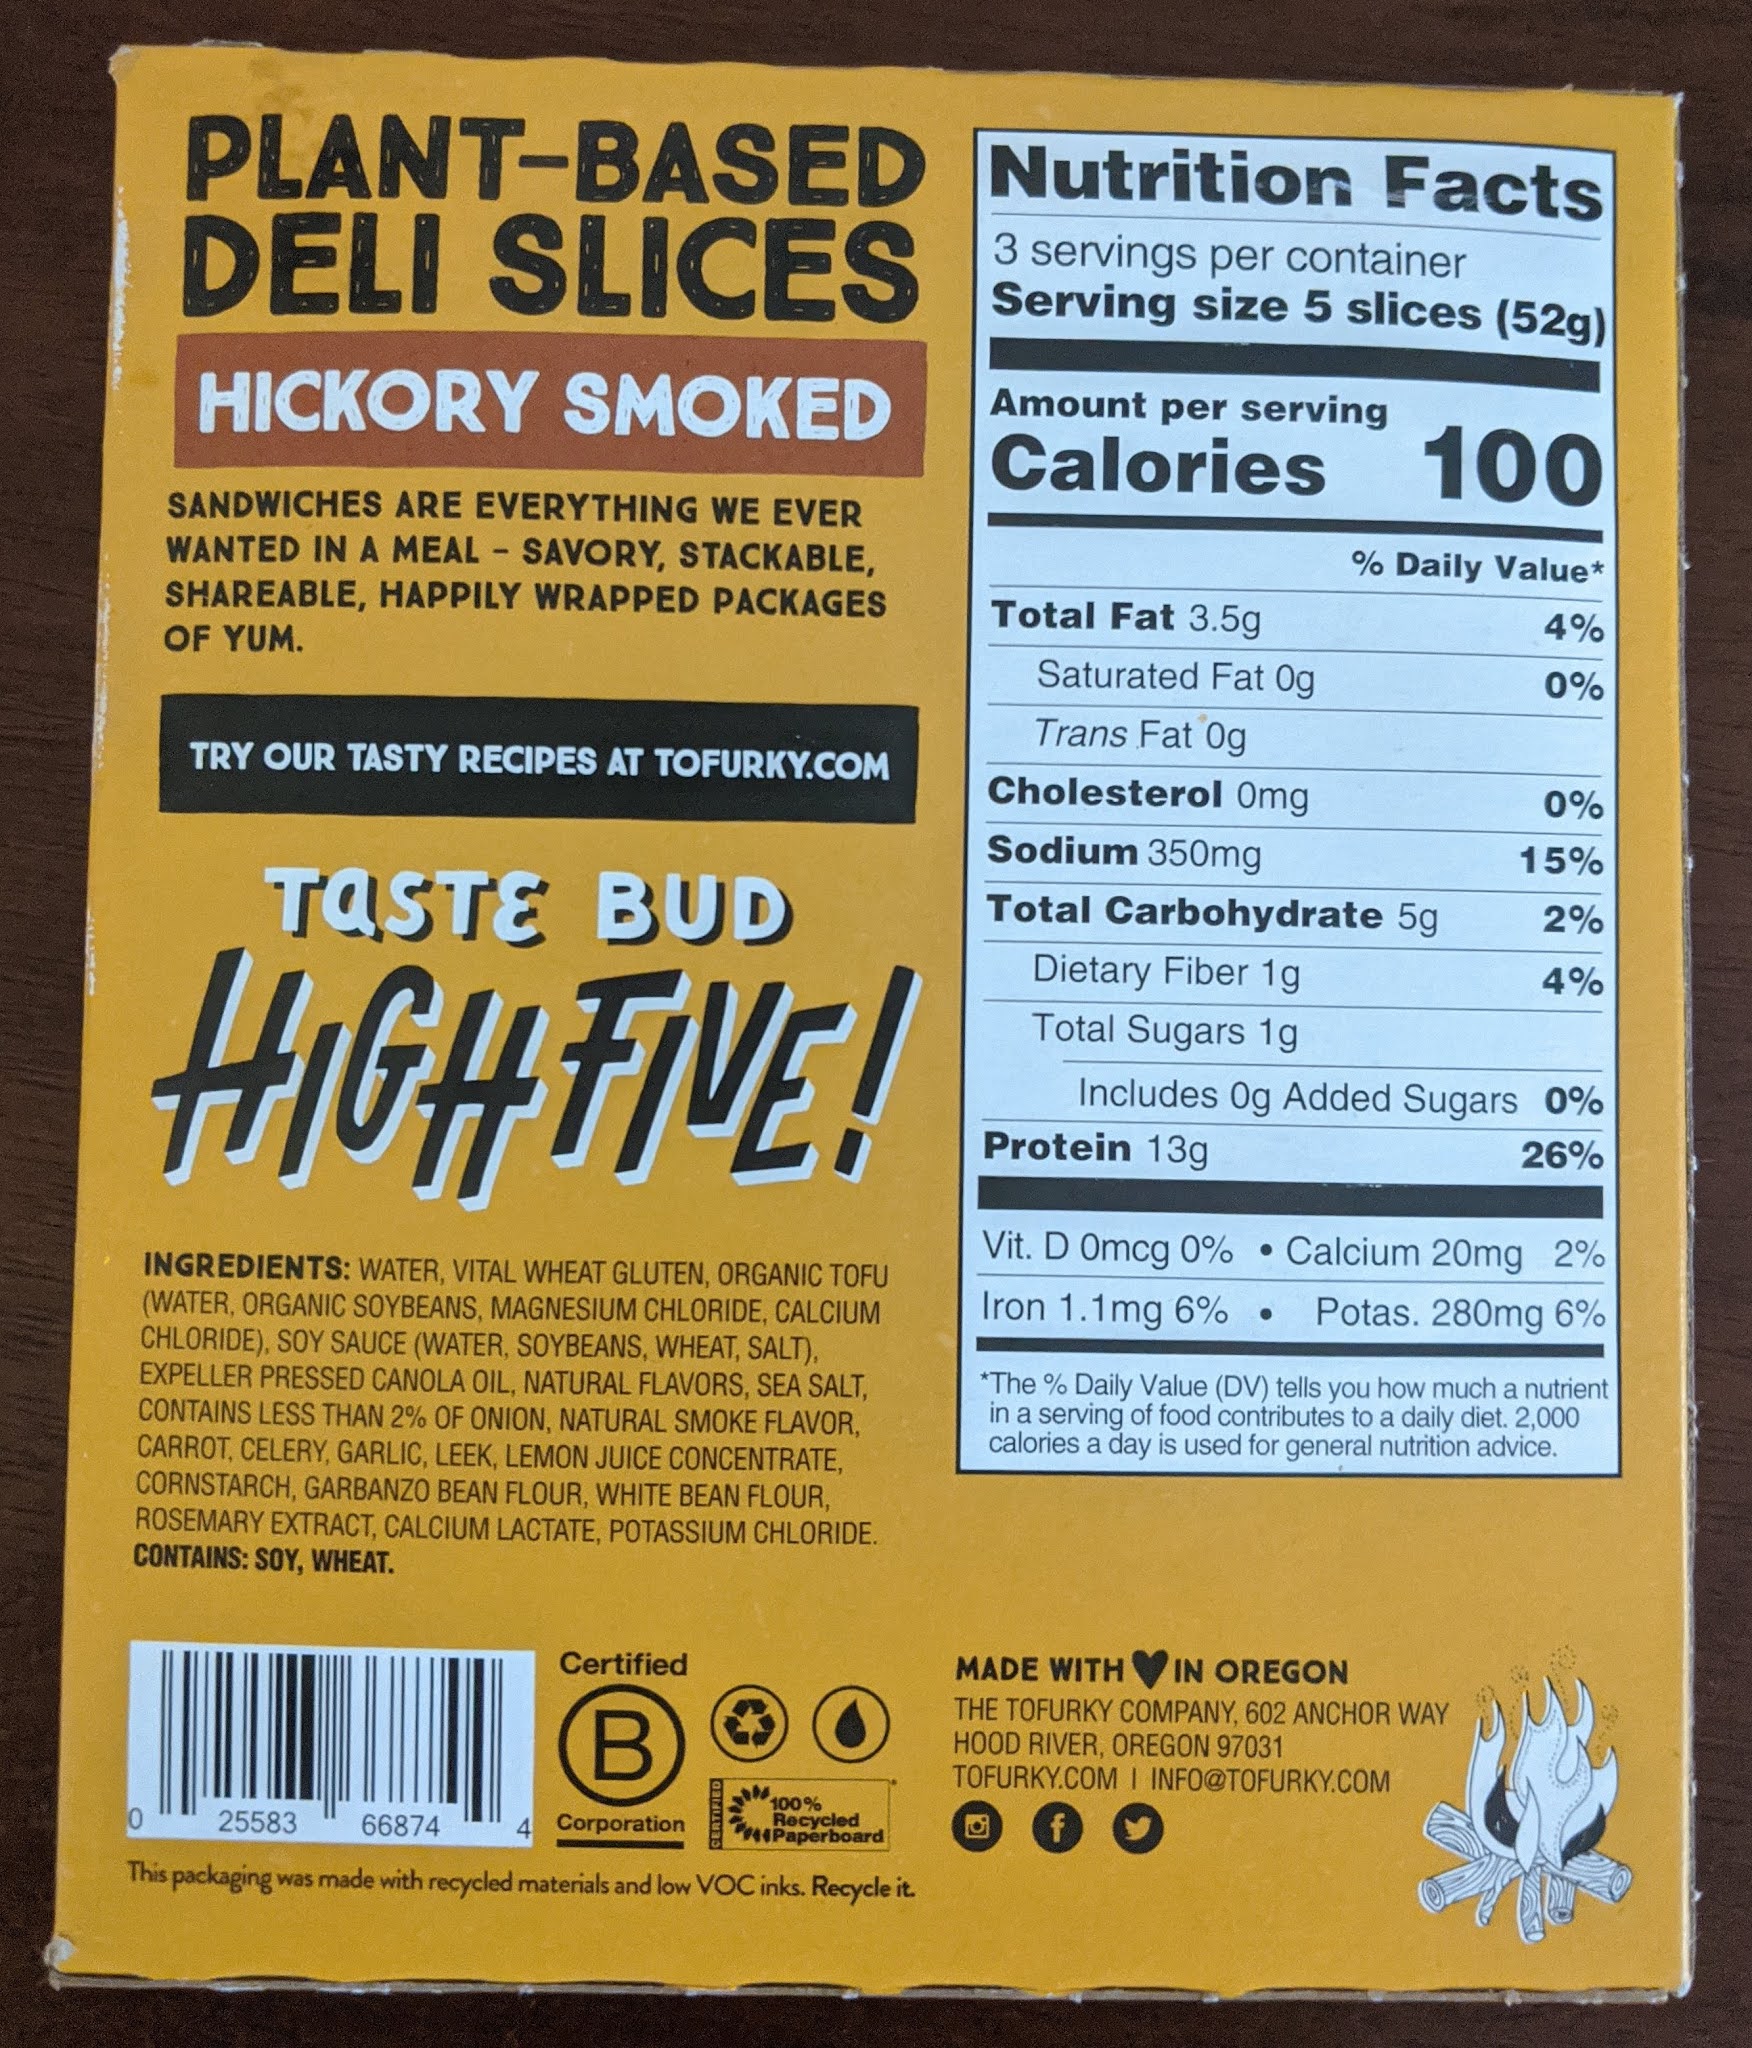 PLANT-BASED
DELI SLICES
HICKORY SMOKED
SANDWICHES ARE EVERYTHING WE EVER
WANTED IN A MEAL – SAVORY, STACKABLE,
SHAREABLE, HAPPILY WRAPPED PACKAGES
OF YUM.
TRY OUR TASTY RECIPES AT TOFURKY.COM
TASTE BUD
HIGH FIVE!
INGREDIENTS: WATER, VITAL WHEAT GLUTEN, ORGANIC TOFU
(WATER, ORGANIC SOYBEANS, MAGNESIUM CHLORIDE, CALCIUM
CHLORIDE), SOY SAUCE (WATER, SOYBEANS, WHEAT, SALT),
EXPELLER PRESSED CANOLA OIL, NATURAL FLAVORS, SEA SALT,
CONTAINS LESS THAN 2% OF ONION, NATURAL SMOKE FLAVOR,
CARROT, CELERY, GARLIC, LEEK, LEMON JUICE CONCENTRATE,
CORNSTARCH, GARBANZO BEAN FLOUR, WHITE BEAN FLOUR,
ROSEMARY EXTRACT, CALCIUM LACTATE, POTASSIUM CHLORIDE.
CONTAINS: SOY, WHEAT.
Nutrition Facts
3 servings per container
Serving size 5 slices (52g)
Amount per serving
Calories 100
% Daily Value*
Total Fat 3.5g 4%
Saturated Fat 0g 0%
Trans Fat 0g
Cholesterol 0mg 0%
Sodium 350mg 15%
Total Carbohydrate 5g 2%
Dietary Fiber 1g 4%
Total Sugars 1g
Includes 0g Added Sugars 0%
Protein 13g 26%
Vit. D 0mcg 0% • Calcium 20mg 2%
Iron 1.1mg 6% • Potas. 280mg 6%
*The % Daily Value (DV) tells you how much a nutrient
in a serving of food contributes to a daily diet. 2,000
calories a day is used for general nutrition advice.
0 25583 66874 4
Certified
B
Corporation
CERTIFIED
100%
Recycled
Paperboard
This packaging was made with recycled materials and low VOC inks. Recycle it.
MADE WITH ♥ IN OREGON
THE TOFURKY COMPANY, 602 ANCHOR WAY
HOOD RIVER, OREGON 97031
TOFURKY.COM | INFO@TOFURKY.COM